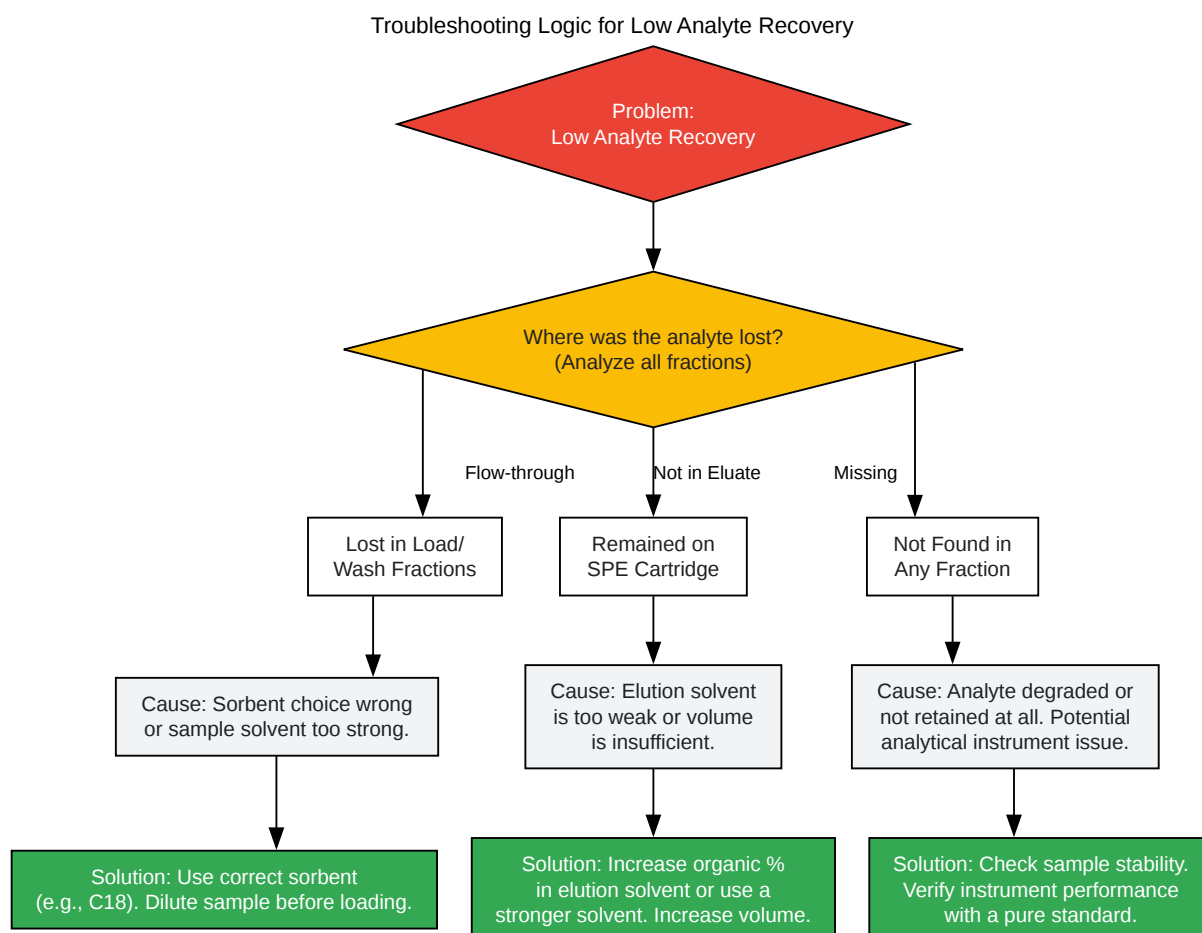 Troubleshooting Logic for Low Analyte Recovery
Problem:
Low Analyte Recovery
Where was the analyte lost?
(Analyze all fractions)
Flow-through
Not in Eluate
Missing
Lost in Load/
Wash Fractions
Remained on
SPE Cartridge
Not Found in
Any Fraction
Cause: Sorbent choice wrong
or sample solvent too strong.
Cause: Elution solvent
is too weak or volume
is insufficient.
Cause: Analyte degraded or
not retained at all. Potential
analytical instrument issue.
Solution: Use correct sorbent
(e.g., C18). Dilute sample before loading.
Solution: Increase organic %
in elution solvent or use a
stronger solvent. Increase volume.
Solution: Check sample stability.
Verify instrument performance
with a pure standard.